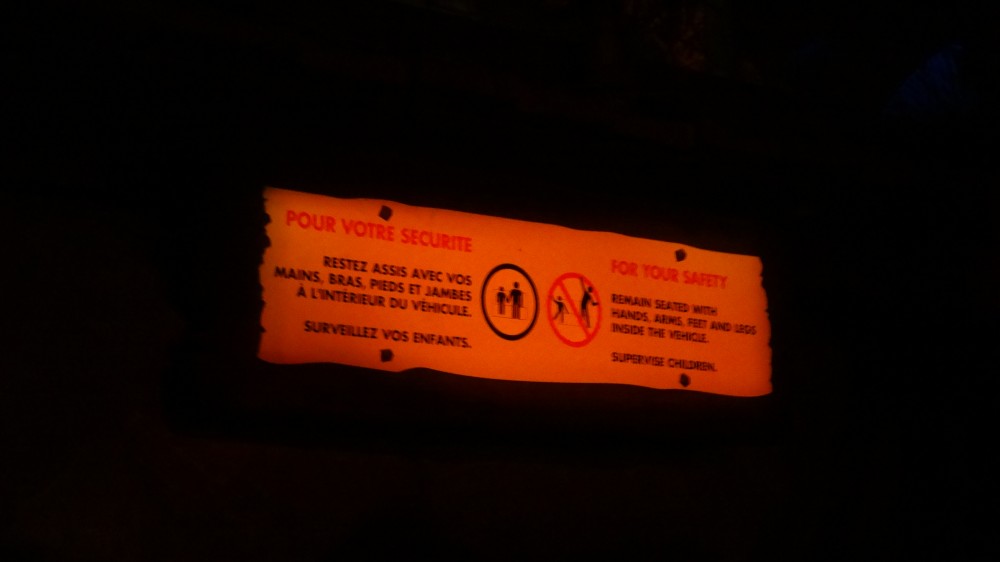 POUR VOTRE SECURITE
RESTEZ ASSIS AVEC VOS
MAINS, BRAS, PIEDS ET JAMBES
À L'INTÉRIEUR DU VÉHICULE.
SURVEILLEZ VOS ENFANTS.
FOR YOUR SAFETY
REMAIN SEATED WITH
HANDS, ARMS, FEET AND LEGS
INSIDE THE VEHICLE.
SUPERVISE CHILDREN.